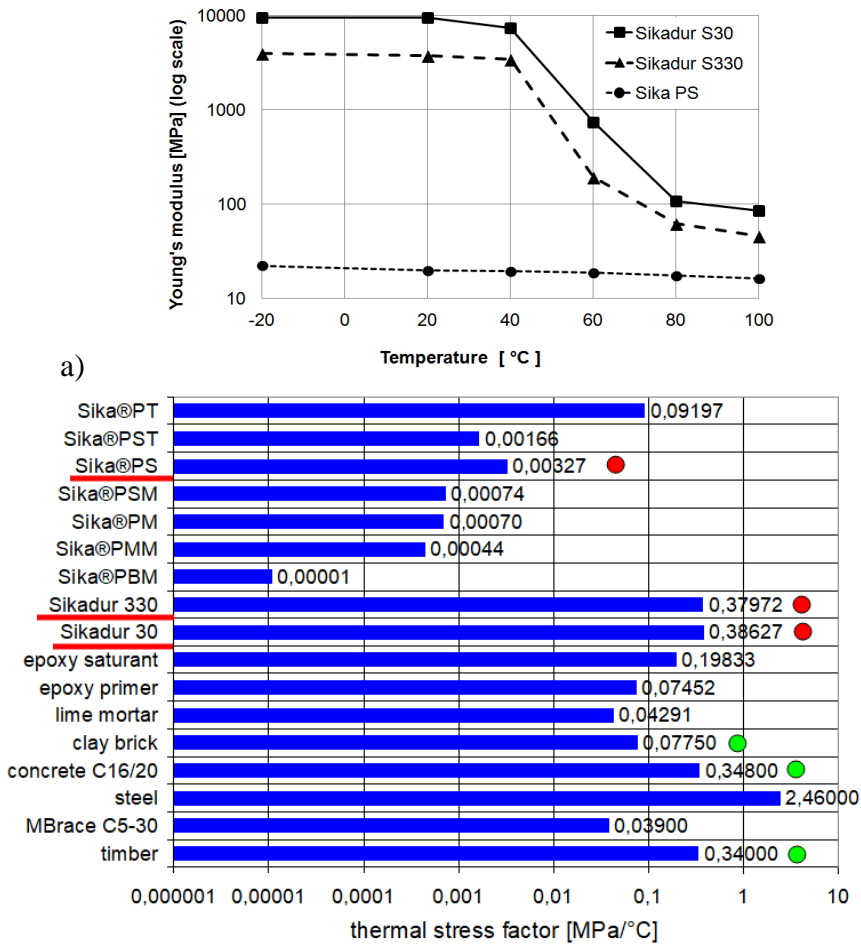 Young's modulus [MPa] (log scale)
10000
1000
100
10
Sikadur S30
Sikadur S330
Sika PS
-20 0 20 40 60 80 100
Temperature [ °C ]
a)
Sika®PT 0,09197
Sika®PST 0,00166
Sika®PS 0,00327
Sika®PSM 0,00074
Sika®PM 0,00070
Sika®PMM 0,00044
Sika®PBM 0,00001
Sikadur 330 0,37972
Sikadur 30 0,38627
epoxy saturant 0,19833
epoxy primer 0,07452
lime mortar 0,04291
clay brick 0,07750
concrete C16/20 0,34800
steel 2,46000
MBrace C5-30 0,03900
timber 0,34000
0,000001 0,00001 0,0001 0,001 0,01 0,1 1 10
thermal stress factor [MPa/°C]